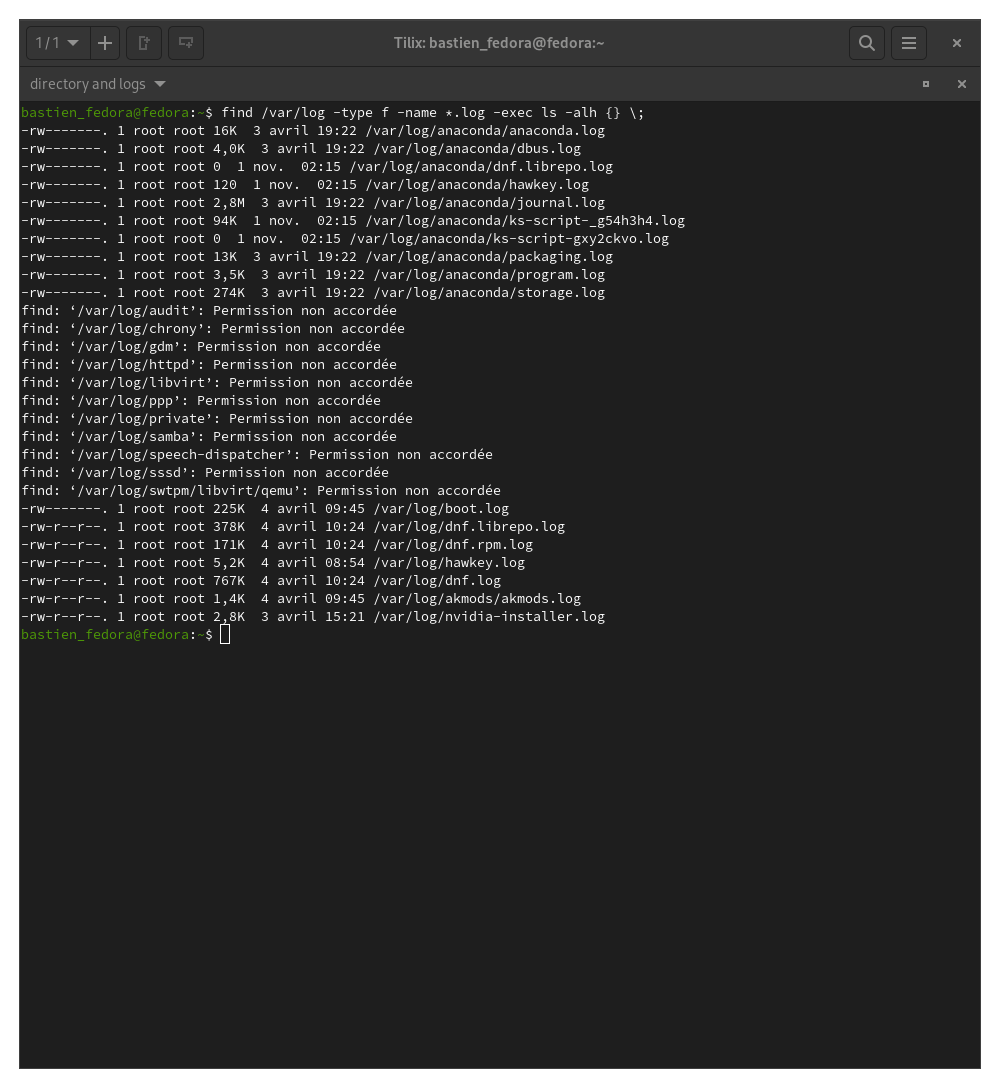 1 / 1
Tilix: bastien_fedora@fedora:~
directory and logs
bastien_fedora@fedora:~$ find /var/log -type f -name *.log -exec ls -alh {} \;
-rw-------. 1 root root 16K  3 avril 19:22 /var/log/anaconda/anaconda.log
-rw-------. 1 root root 4,0K  3 avril 19:22 /var/log/anaconda/dbus.log
-rw-------. 1 root root 0  1 nov.  02:15 /var/log/anaconda/dnf.librepo.log
-rw-------. 1 root root 120  1 nov.  02:15 /var/log/anaconda/hawkey.log
-rw-------. 1 root root 2,8M  3 avril 19:22 /var/log/anaconda/journal.log
-rw-------. 1 root root 94K  1 nov.  02:15 /var/log/anaconda/ks-script-_g54h3h4.log
-rw-------. 1 root root 0  1 nov.  02:15 /var/log/anaconda/ks-script-gxy2ckvo.log
-rw-------. 1 root root 13K  3 avril 19:22 /var/log/anaconda/packaging.log
-rw-------. 1 root root 3,5K  3 avril 19:22 /var/log/anaconda/program.log
-rw-------. 1 root root 274K  3 avril 19:22 /var/log/anaconda/storage.log
find: ‘/var/log/audit’: Permission non accordée
find: ‘/var/log/chrony’: Permission non accordée
find: ‘/var/log/gdm’: Permission non accordée
find: ‘/var/log/httpd’: Permission non accordée
find: ‘/var/log/libvirt’: Permission non accordée
find: ‘/var/log/ppp’: Permission non accordée
find: ‘/var/log/private’: Permission non accordée
find: ‘/var/log/samba’: Permission non accordée
find: ‘/var/log/speech-dispatcher’: Permission non accordée
find: ‘/var/log/sssd’: Permission non accordée
find: ‘/var/log/swtpm/libvirt/qemu’: Permission non accordée
-rw-------. 1 root root 225K  4 avril 09:45 /var/log/boot.log
-rw-r--r--. 1 root root 378K  4 avril 10:24 /var/log/dnf.librepo.log
-rw-r--r--. 1 root root 171K  4 avril 10:24 /var/log/dnf.rpm.log
-rw-r--r--. 1 root root 5,2K  4 avril 08:54 /var/log/hawkey.log
-rw-r--r--. 1 root root 767K  4 avril 10:24 /var/log/dnf.log
-rw-r--r--. 1 root root 1,4K  4 avril 09:45 /var/log/akmods/akmods.log
-rw-r--r--. 1 root root 2,8K  3 avril 15:21 /var/log/nvidia-installer.log
bastien_fedora@fedora:~$